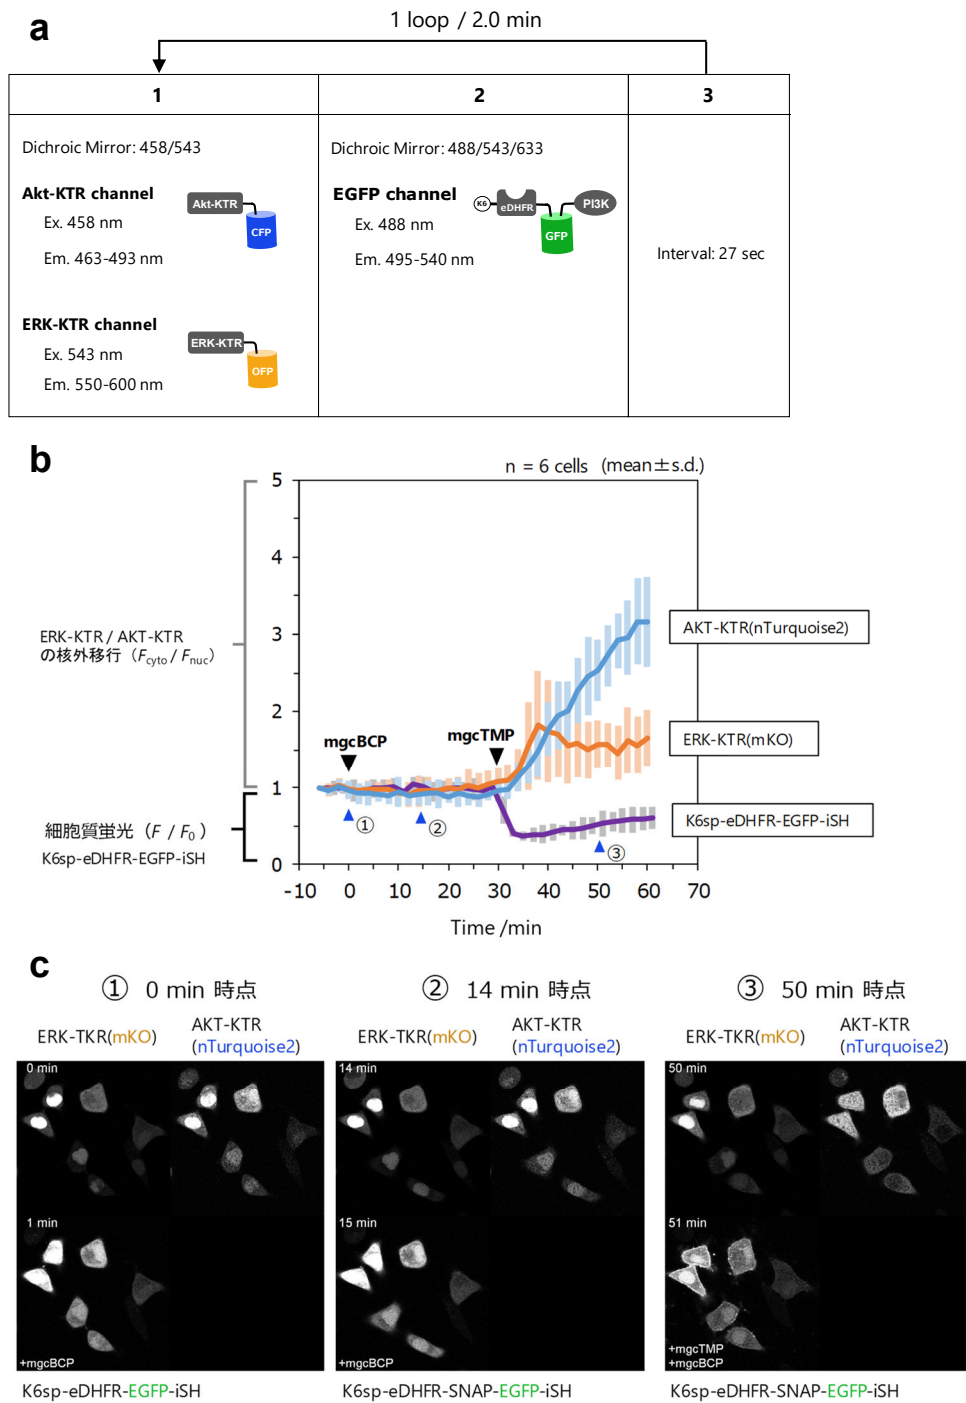 a
1 loop / 2.0 min
1
2
3
Dichroic Mirror: 458/543
Akt-KTR channel
Ex. 458 nm
Em. 463-493 nm
Akt-KTR
CFP
ERK-KTR channel
Ex. 543 nm
Em. 550-600 nm
ERK-KTR
OFP
Dichroic Mirror: 488/543/633
EGFP channel
Ex. 488 nm
Em. 495-540 nm
K6
eDHFR
GFP
PI3K
Interval: 27 sec
b
n = 6 cells (mean±s.d.)
5
4
3
2
1
0
ERK-KTR / AKT-KTR
の核外移行（Fcyto / Fnuc）
細胞質蛍光（F / F0）
K6sp-eDHFR-EGFP-iSH
mgcBCP
mgcTMP
①
②
③
AKT-KTR(nTurquoise2)
ERK-KTR(mKO)
K6sp-eDHFR-EGFP-iSH
-10 0 10 20 30 40 50 60 70
Time /min
c
① 0 min 時点
ERK-TKR(mKO)
AKT-KTR
(nTurquoise2)
0 min
1 min
+mgcBCP
K6sp-eDHFR-EGFP-iSH
② 14 min 時点
ERK-TKR(mKO)
AKT-KTR
(nTurquoise2)
14 min
15 min
+mgcBCP
K6sp-eDHFR-SNAP-EGFP-iSH
③ 50 min 時点
ERK-TKR(mKO)
AKT-KTR
(nTurquoise2)
50 min
51 min
+mgcTMP
+mgcBCP
K6sp-eDHFR-SNAP-EGFP-iSH